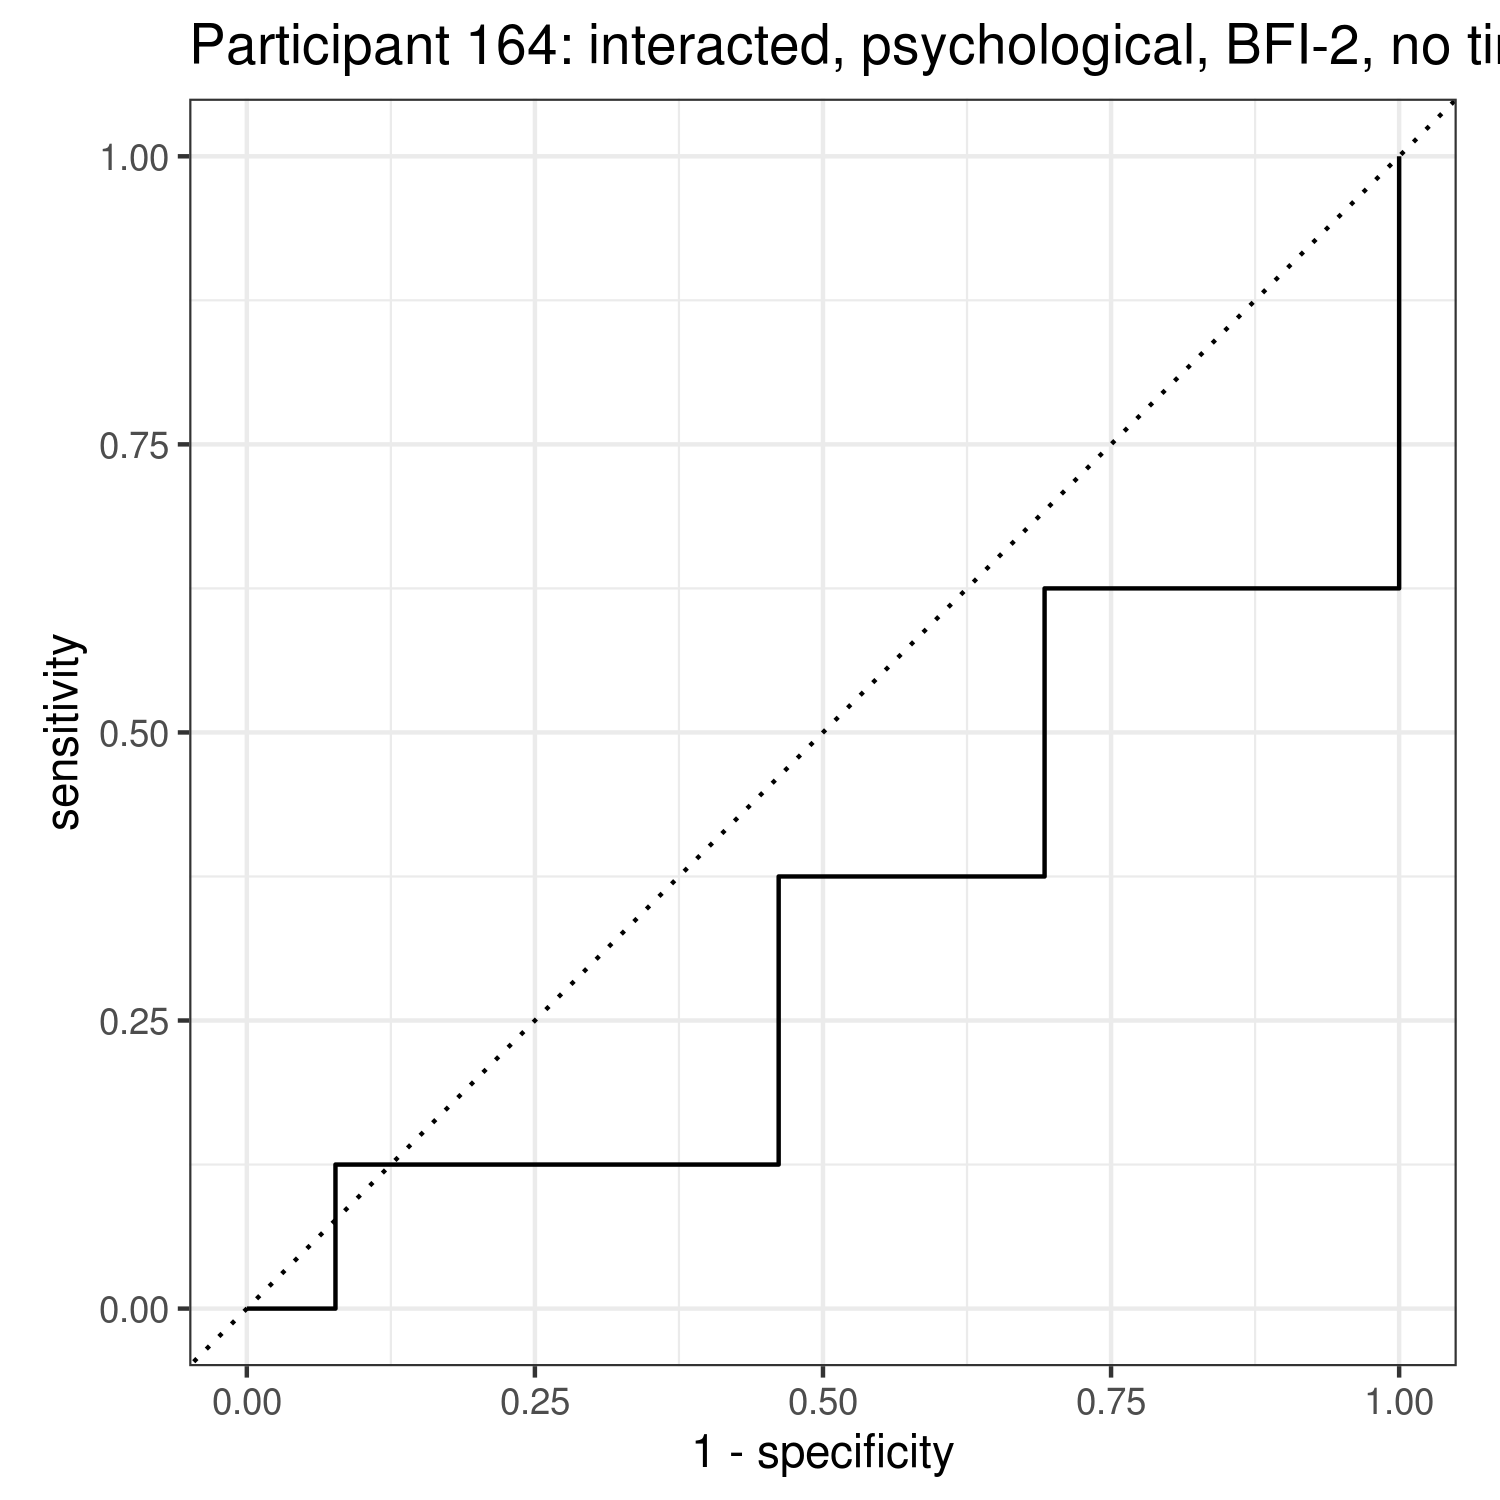 Participant 164: interacted, psychological, BFI-2, no
1.00
0.75
0.50
0.25
0.00
sensitivity
0.00 0.25 0.50 0.75 1.00
1 - specificity